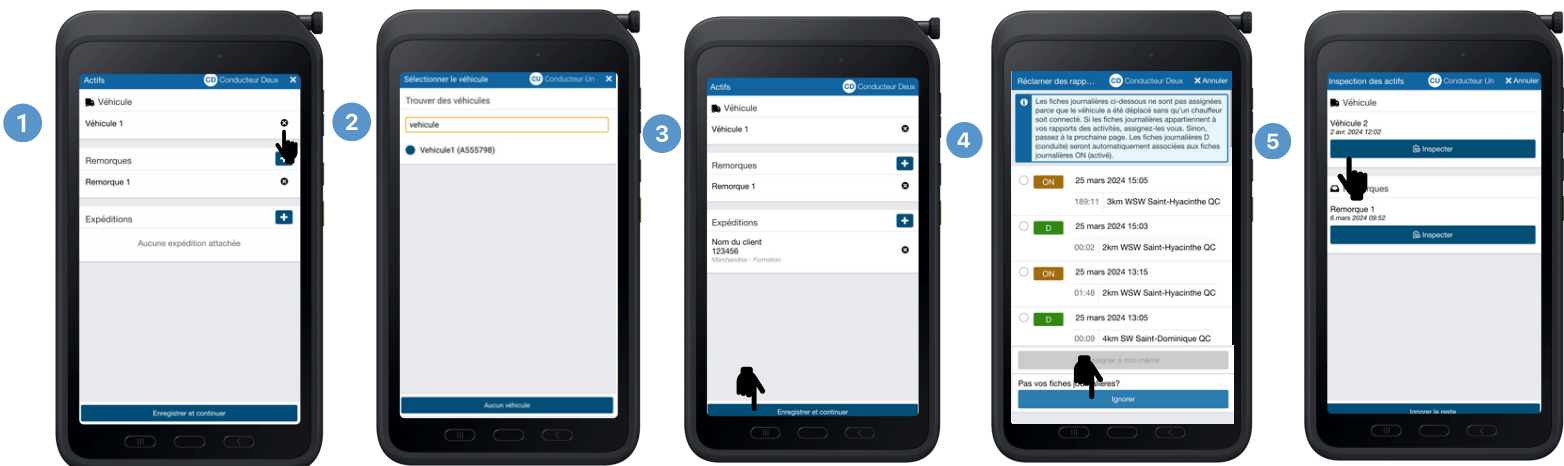 1
Actifs CD Conducteur Deux ×
Véhicule
Véhicule 1
Remorques
Remorque 1
Expéditions +
Aucune expédition attachée
Enregistrer et continuer
2
Sélectionner le véhicule CU Conducteur Un ×
Trouver des véhicules
vehicule
Vehicule1 (A555798)
Aucun véhicule
3
Actifs CD Conducteur Deux
Véhicule
Véhicule 1
Remorques +
Remorque 1
Expéditions +
Nom du client
123456
Marchandise - Formation
Enregistrer et continuer
4
Réclamer des rapp... CD Conducteur Deux × Annuler
Les fiches journalières ci-dessous ne sont pas assignées
parce que le véhicule a été déplacé sans qu'un chauffeur
soit connecté. Si les fiches journalières appartiennent à
vos rapports des activités, assignez-les vous. Sinon,
passez à la prochaine page. Les fiches journalières D
(conduite) seront automatiquement associées aux fiches
journalières ON (activé).
ON 25 mars 2024 15:05
189:11 3km WSW Saint-Hyacinthe QC
D 25 mars 2024 15:03
00:02 2km WSW Saint-Hyacinthe QC
ON 25 mars 2024 13:15
01:48 2km WSW Saint-Hyacinthe QC
D 25 mars 2024 13:05
00:09 4km SW Saint-Dominique QC
à moi-même
Pas vos fiches
Ignorer
5
Inspection des actifs CU Conducteur Un × Annuler
Véhicule
Véhicule 2
2 avr. 2024 12:02
Inspecter
Remorque 1
6 mars 2024 09:52
Inspecter
Ignorer le reste